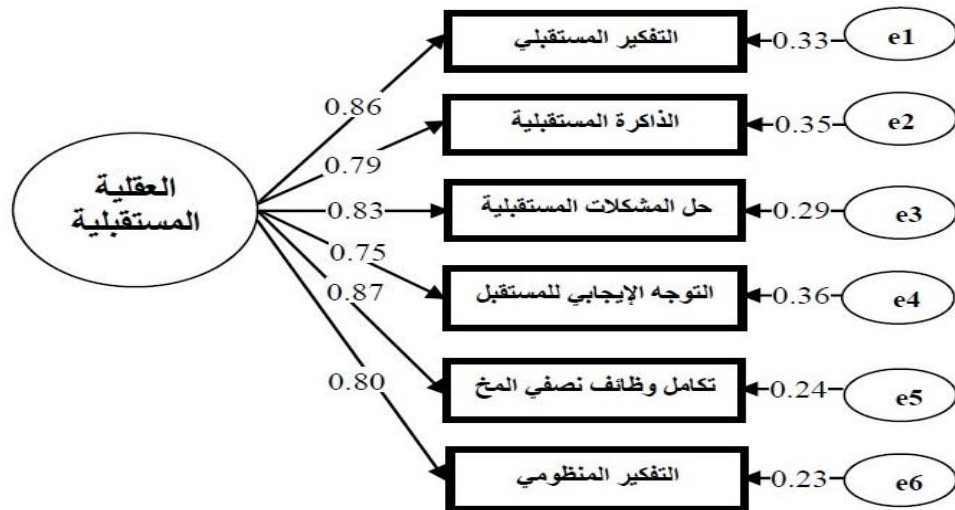 التفكير المستقبلي
0.33
e1
0.86
الذاكرة المستقبلية
0.35
e2
0.79
العقلية
المستقبلية
حل المشكلات المستقبلية
0.29
e3
0.83
التوجه الإيجابي للمستقبل
0.36
e4
0.75
تكامل وظائف نصفي المخ
0.24
e5
0.87
التفكير المنظومي
0.23
e6
0.80